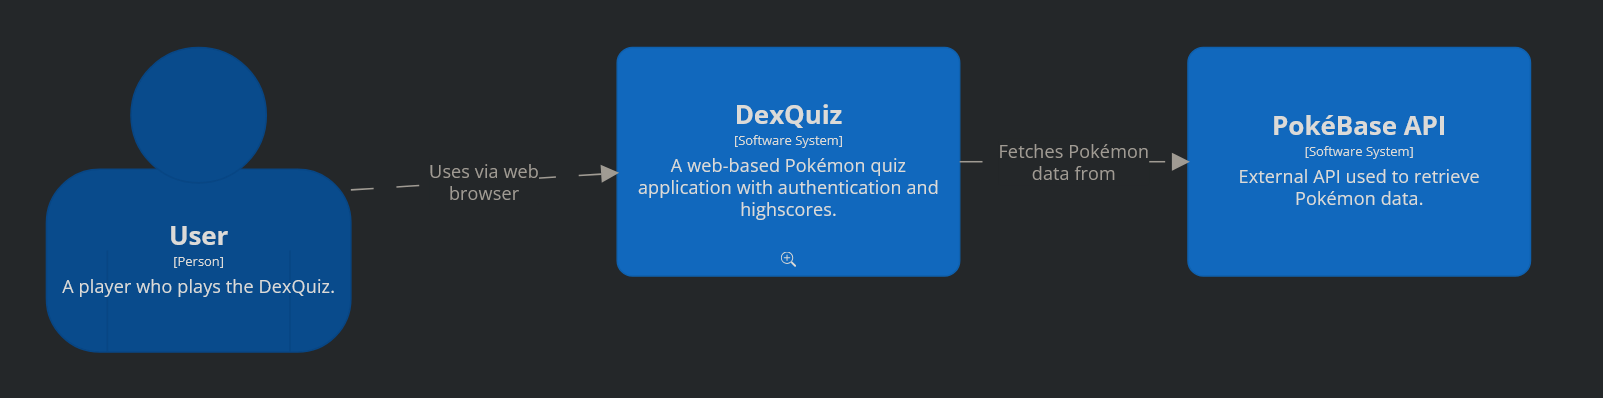 User
[Person]
A player who plays the DexQuiz.
Uses via web
browser
DexQuiz
[Software System]
A web-based Pokémon quiz
application with authentication and
highscores.
Fetches Pokémon
data from
PokéBase API
[Software System]
External API used to retrieve
Pokémon data.